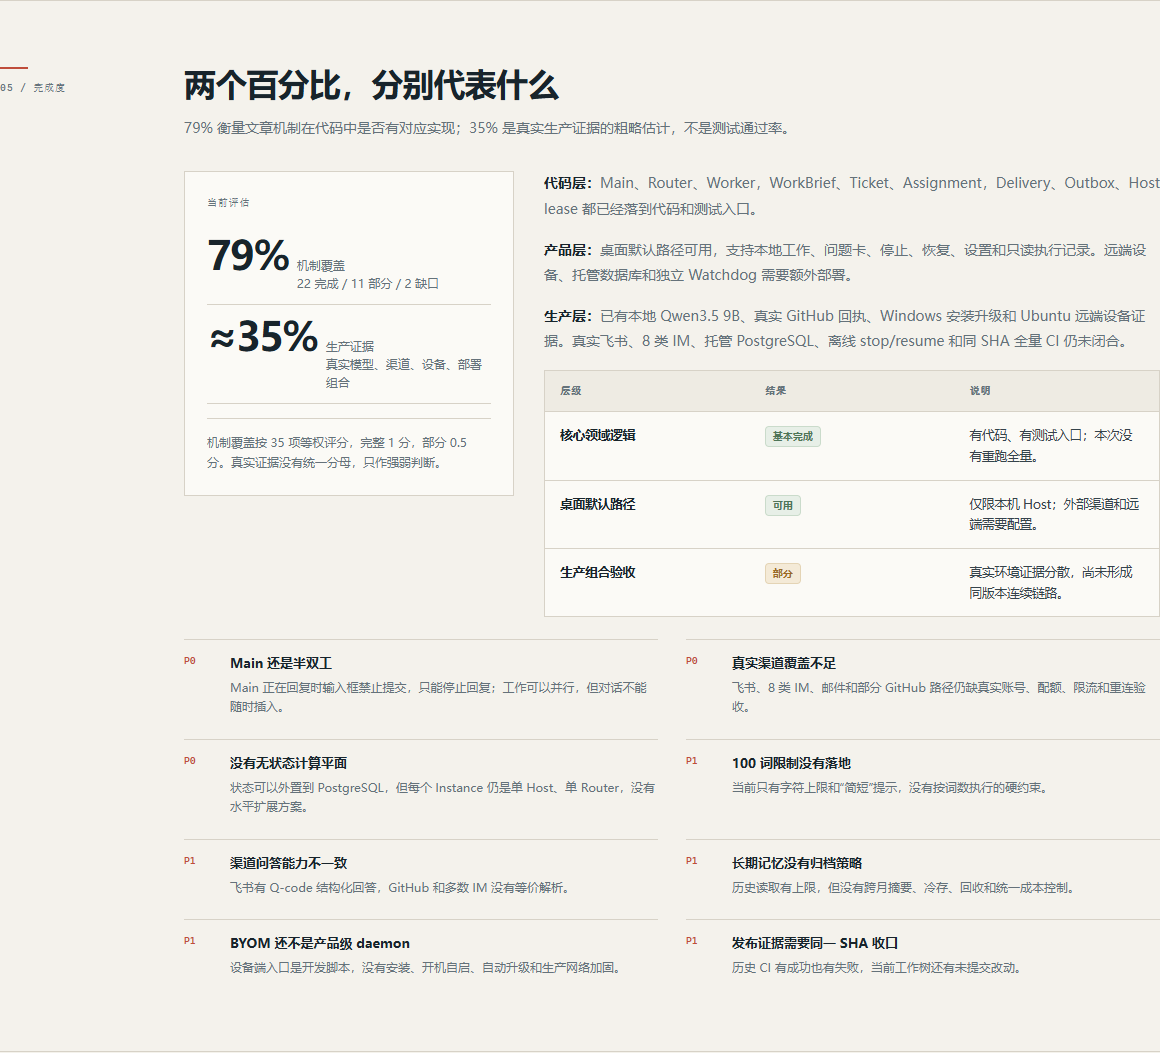 05 / 完成度
两个百分比，分别代表什么
79% 衡量文章机制在代码中是否有对应实现；35% 是真实生产证据的粗略估计，不是测试通过率。
当前评估
79% 机制覆盖
22 完成 / 11 部分 / 2 缺口
≈35% 生产证据
真实模型、渠道、设备、部署
组合
机制覆盖按 35 项等权评分，完整 1 分，部分 0.5
分。真实证据没有统一分母，只作强弱判断。
代码层：Main、Router、Worker，WorkBrief、Ticket、Assignment，Delivery、Outbox、Host
lease 都已经落到代码和测试入口。
产品层：桌面默认路径可用，支持本地工作、问题卡、停止、恢复、设置和只读执行记录。远端设
备、托管数据库和独立 Watchdog 需要额外部署。
生产层：已有本地 Qwen3.5 9B、真实 GitHub 回执、Windows 安装升级和 Ubuntu 远端设备证
据。真实飞书、8 类 IM、托管 PostgreSQL、离线 stop/resume 和同 SHA 全量 CI 仍未闭合。
层级 结果 说明
核心领域逻辑 基本完成 有代码、有测试入口；本次没
有重跑全量。
桌面默认路径 可用 仅限本机 Host；外部渠道和远
端需要配置。
生产组合验收 部分 真实环境证据分散，尚未形成
同版本连续链路。
P0 Main 还是半双工
Main 正在回复时输入框禁止提交，只能停止回复；工作可以并行，但对话不能
随时插入。
P0 真实渠道覆盖不足
飞书、8 类 IM、邮件和部分 GitHub 路径仍缺真实账号、配额、限流和重连验
收。
P0 没有无状态计算平面
状态可以外置到 PostgreSQL，但每个 Instance 仍是单 Host、单 Router，没有
水平扩展方案。
P1 100 词限制没有落地
当前只有字符上限和“简短”提示，没有按词数执行的硬约束。
P1 渠道问答能力不一致
飞书有 Q-code 结构化回答，GitHub 和多数 IM 没有等价解析。
P1 长期记忆没有归档策略
历史读取有上限，但没有跨月摘要、冷存、回收和统一成本控制。
P1 BYOM 还不是产品级 daemon
设备端入口是开发脚本，没有安装、开机自启、自动升级和生产网络加固。
P1 发布证据需要同一 SHA 收口
历史 CI 有成功也有失败，当前工作树还有未提交改动。